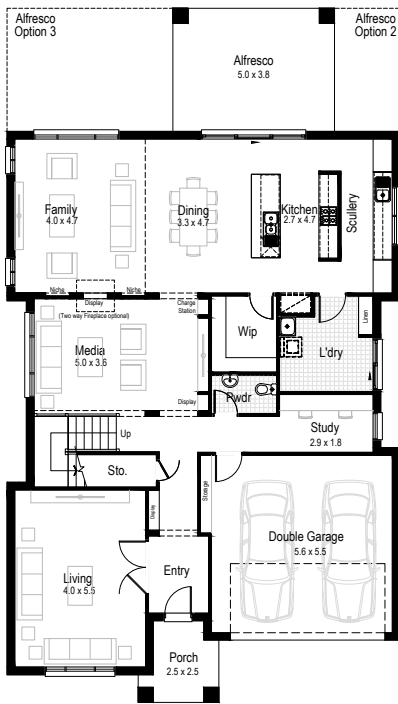 Alfresco
Option 3
Alfresco
Option 2
Alfresco
5.0 x 3.8
Family
4.0 x 4.7
Dining
3.3 x 4.7
Kitchen
2.7 x 4.7
Scullery
Niche
Display
Niche
(Two way Fireplace optional)
Charge
Station
Media
5.0 x 3.6
Wip
Linen
L'dry
Pwdr
Display
Up
Study
2.9 x 1.8
Sto.
Storage
Display
Double Garage
5.6 x 5.5
Living
4.0 x 5.5
Entry
Porch
2.5 x 2.5